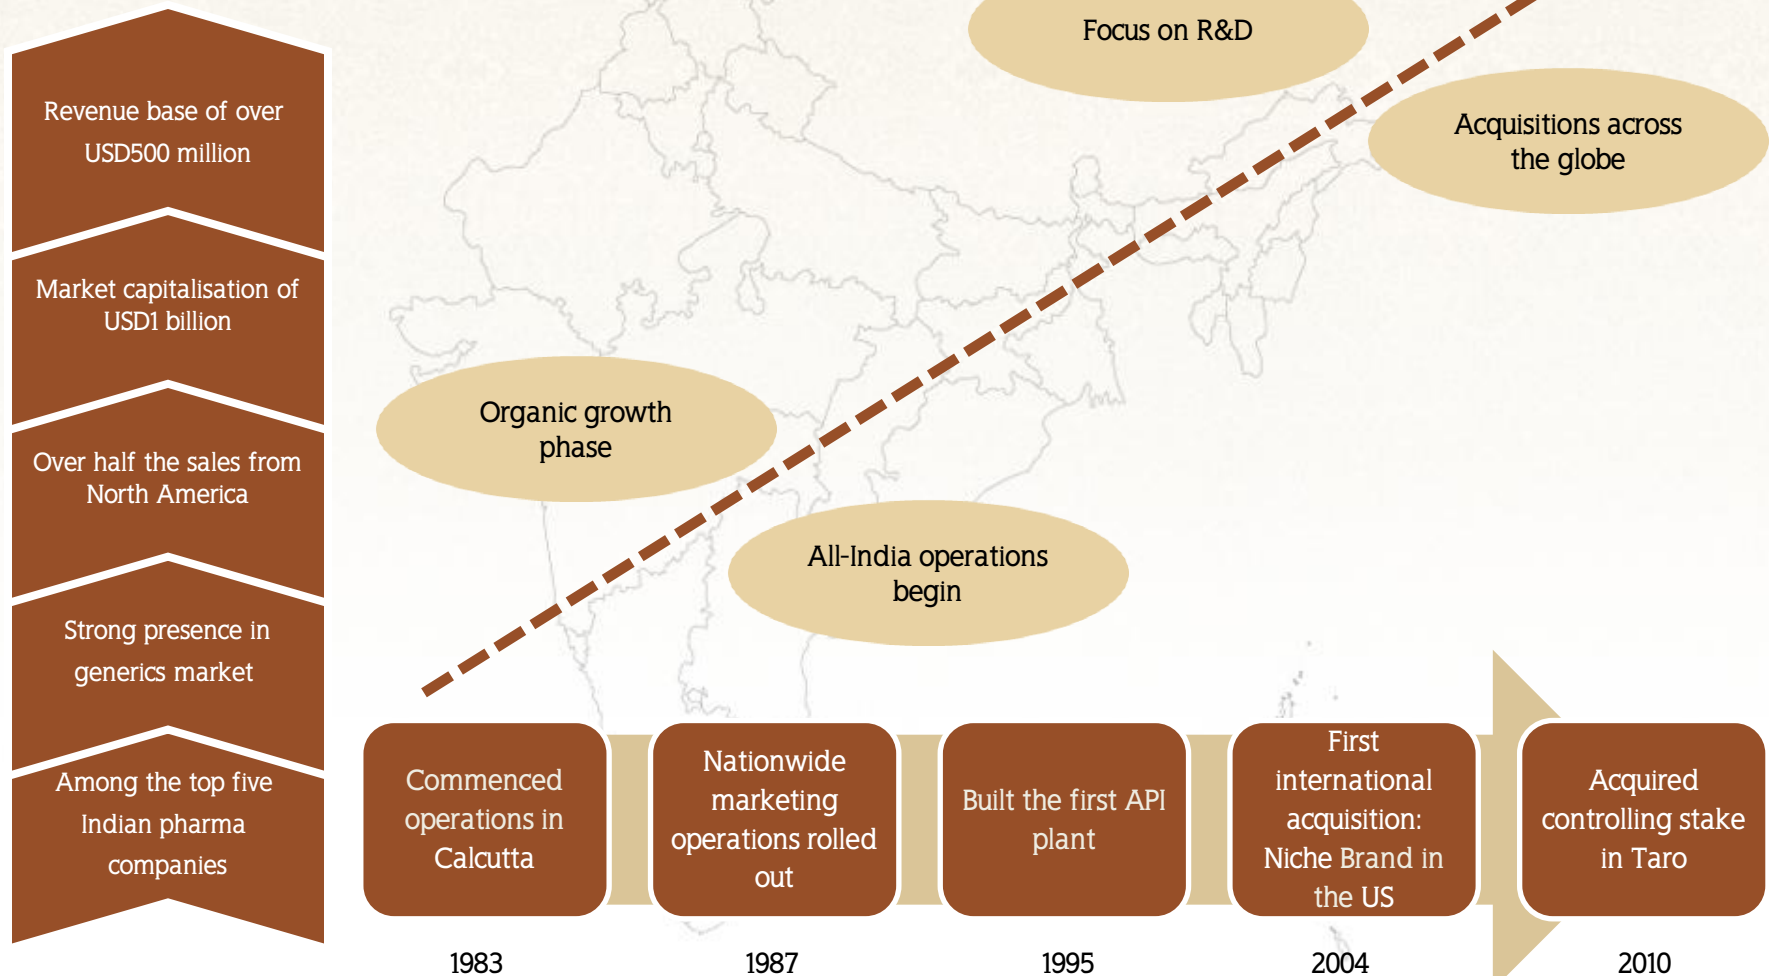 Revenue base of over
USD500 million
Market capitalisation of
USD1 billion
Over half the sales from
North America
Strong presence in
generics market
Among the top five
Indian pharma
companies
Focus on R&D
Acquisitions across
the globe
Organic growth
phase
All-India operations
begin
Commenced
operations in
Calcutta
Nationwide
marketing
operations rolled
out
Built the first API
plant
First
international
acquisition:
Niche Brand in
the US
Acquired
controlling stake
in Taro
1983
1987
1995
2004
2010